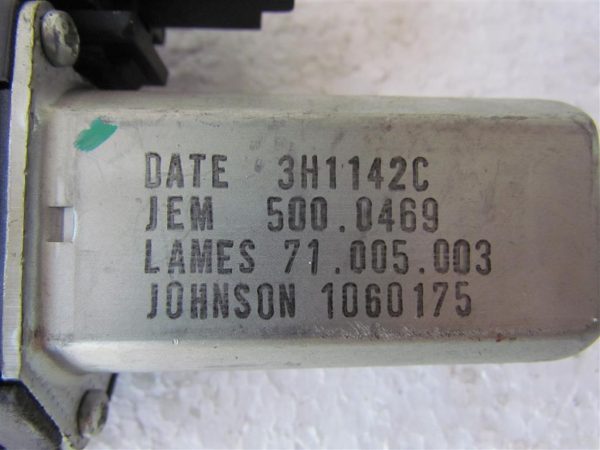 DATE 3H1142C
JEM 500.0469
LAMES 71.005.003
JOHNSON 1060175